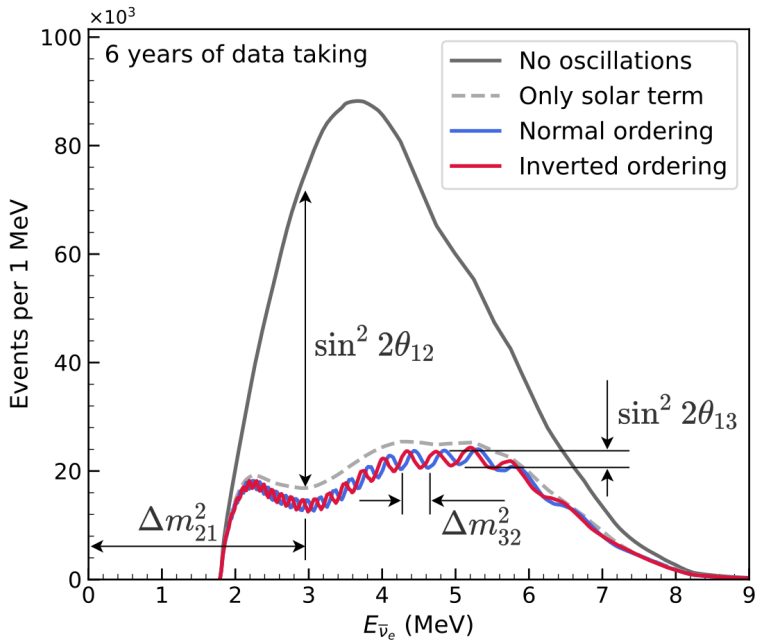 ×10³
6 years of data taking
No oscillations
Only solar term
Normal ordering
Inverted ordering
100
80
60
40
20
0
Events per 1 MeV
sin² 2θ₁₂
sin² 2θ₁₃
Δm²₂₁
Δm²₃₂
0 1 2 3 4 5 6 7 8 9
E_ν̄ₑ (MeV)